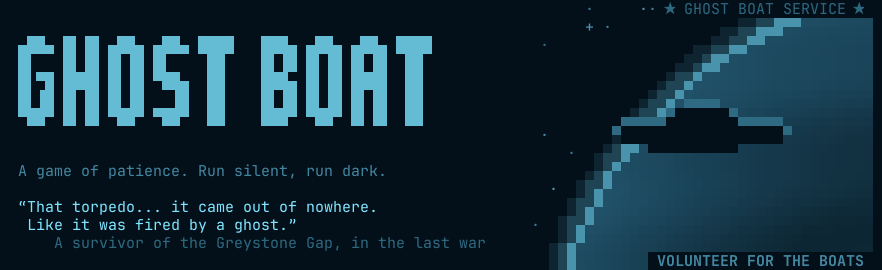 ★ GHOST BOAT SERVICE ★
GHOST BOAT
A game of patience. Run silent, run dark.
“That torpedo... it came out of nowhere.
Like it was fired by a ghost.”
A survivor of the Greystone Gap, in the last war
VOLUNTEER FOR THE BOATS